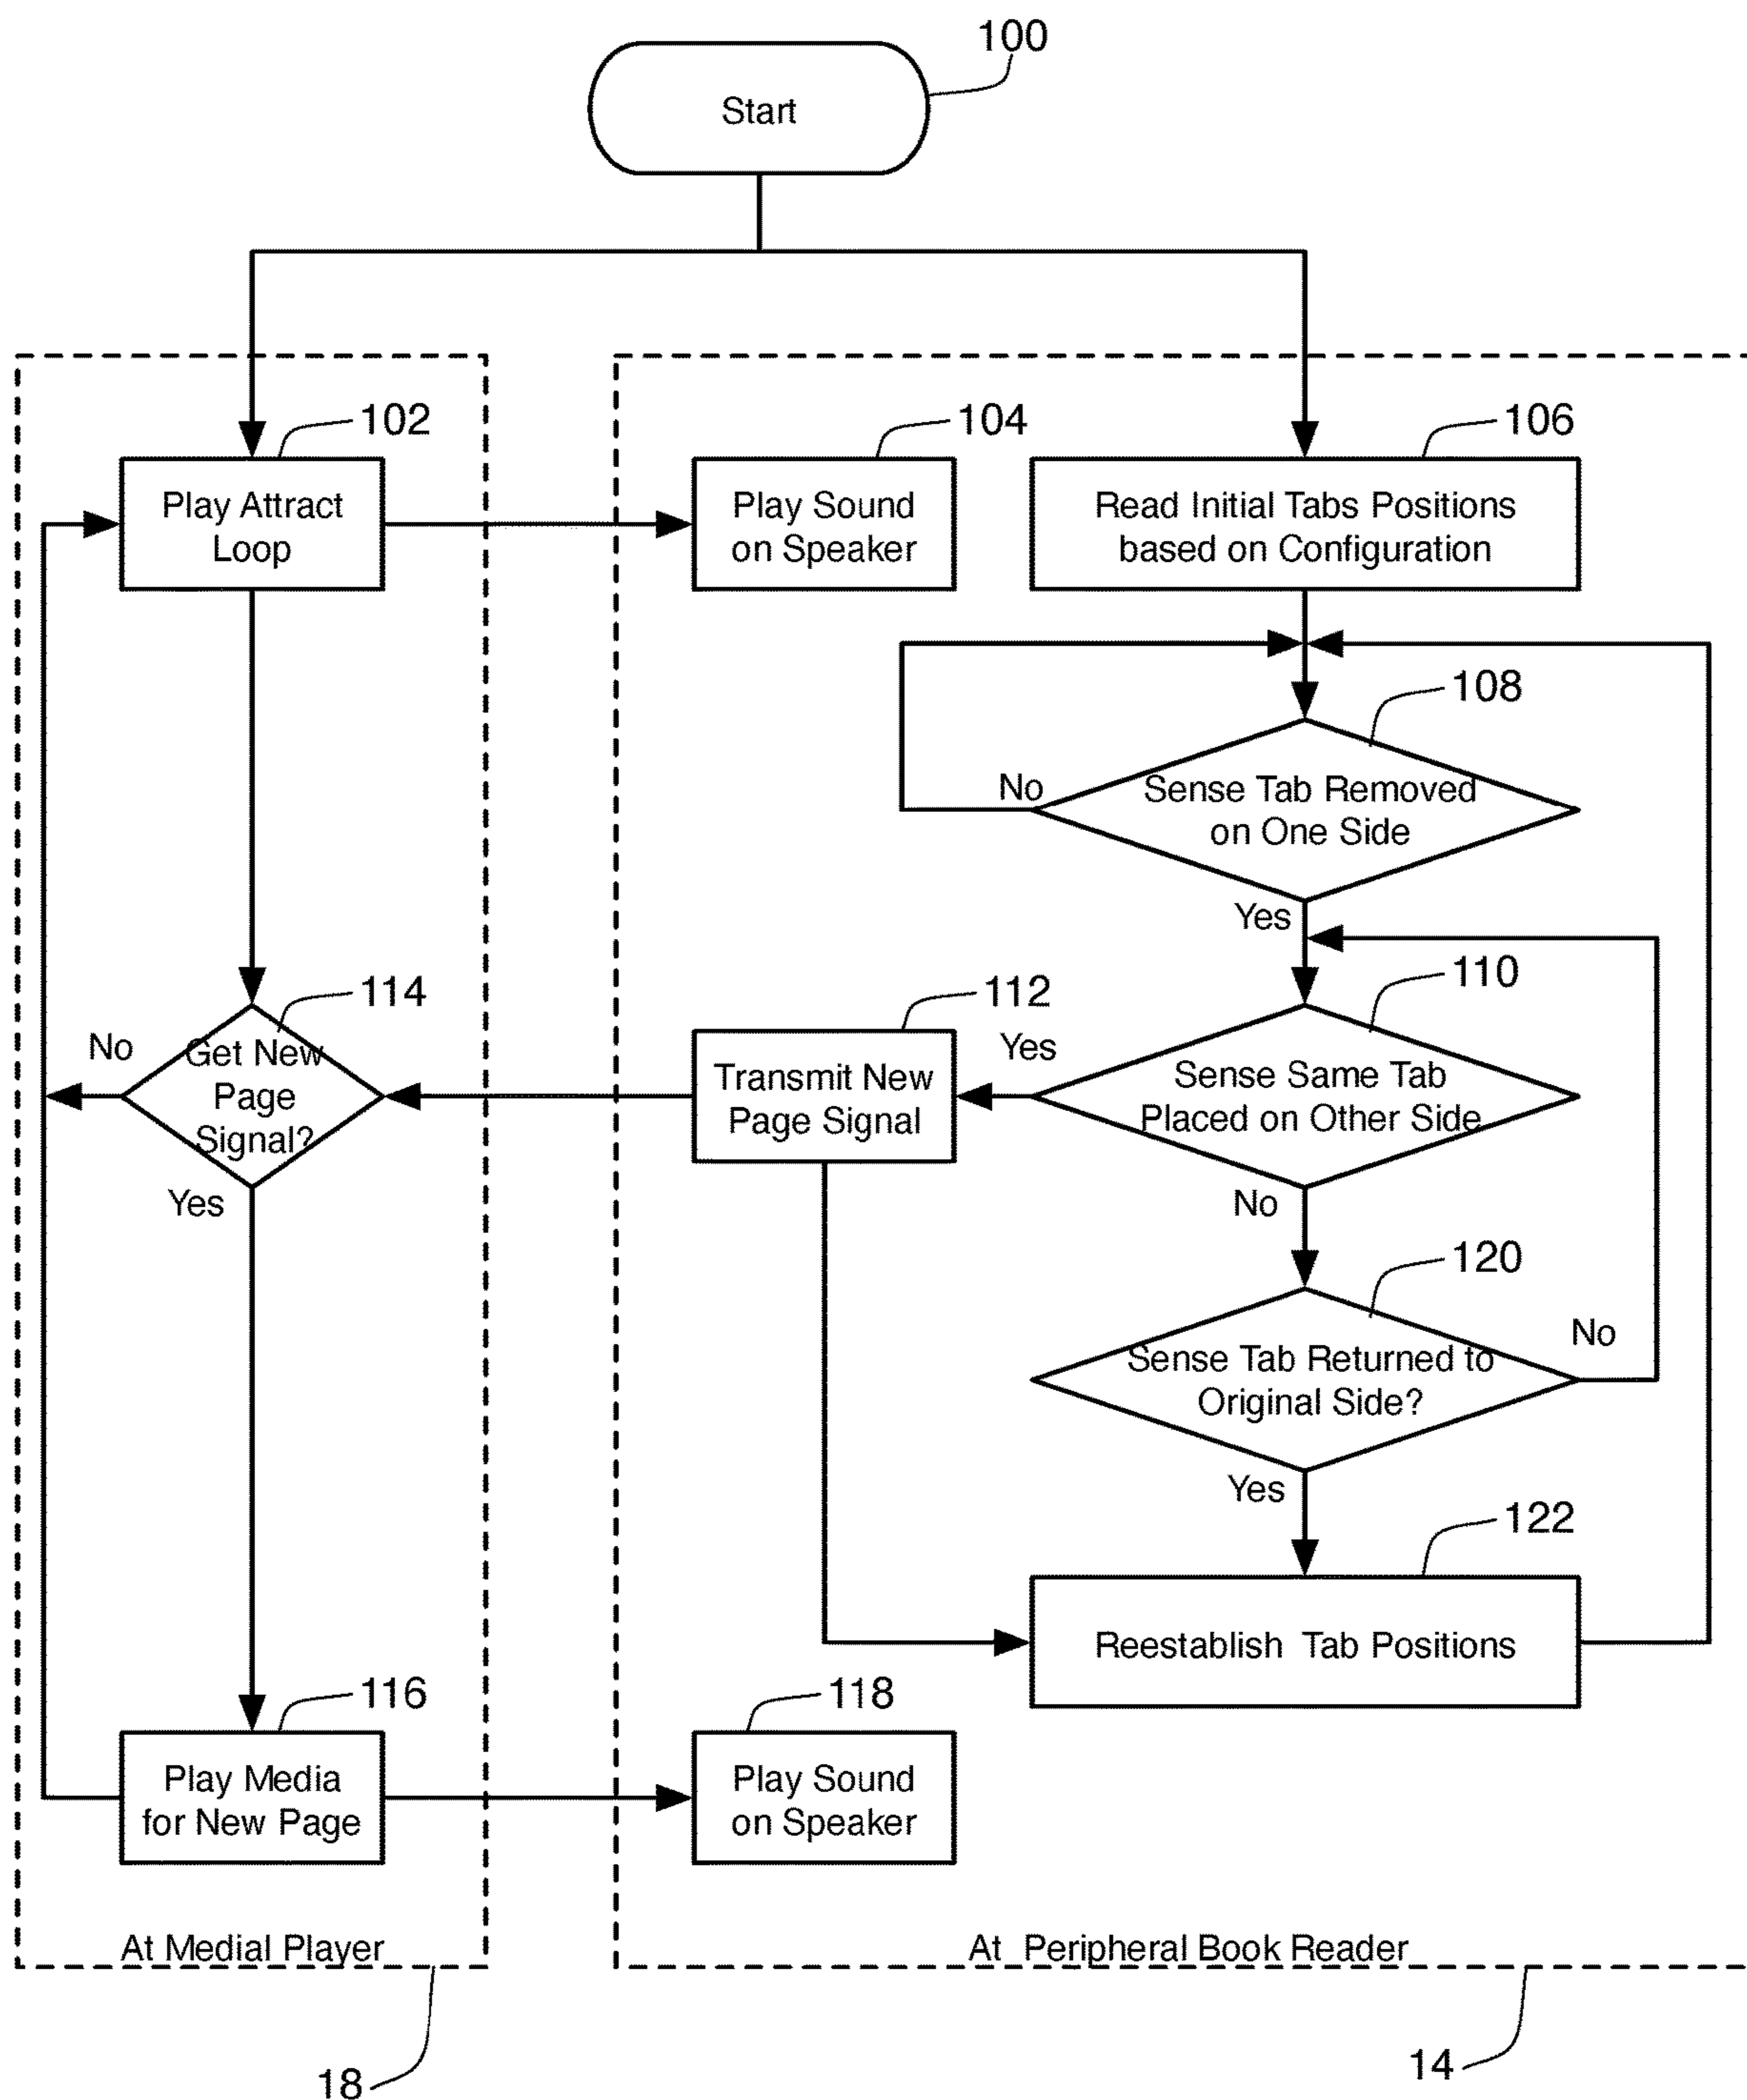 100
Start
102
104
106
Play Attract
Loop
Play Sound
on Speaker
Read Initial Tabs Positions
based on Configuration
108
No
Sense Tab Removed
on One Side
Yes
114
112
110
No
Get New
Page
Signal?
Yes
Transmit New
Page Signal
Yes
Sense Same Tab
Placed on Other Side
No
120
No
Sense Tab Returned to
Original Side?
Yes
122
Reestablish Tab Positions
116
118
Play Media
for New Page
Play Sound
on Speaker
At Medial Player
At Peripheral Book Reader
18
14